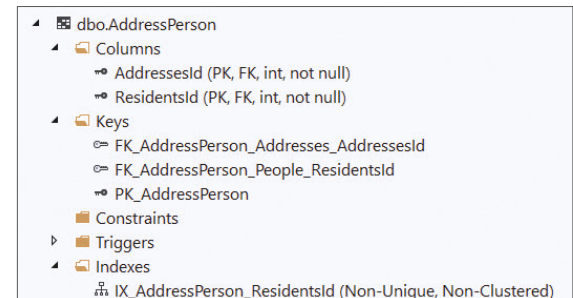 dbo.AddressPerson
Columns
AddressesId (PK, FK, int, not null)
ResidentsId (PK, FK, int, not null)
Keys
FK_AddressPerson_Addresses_AddressesId
FK_AddressPerson_People_ResidentsId
PK_AddressPerson
Constraints
Triggers
Indexes
IX_AddressPerson_ResidentsId (Non-Unique, Non-Clustered)